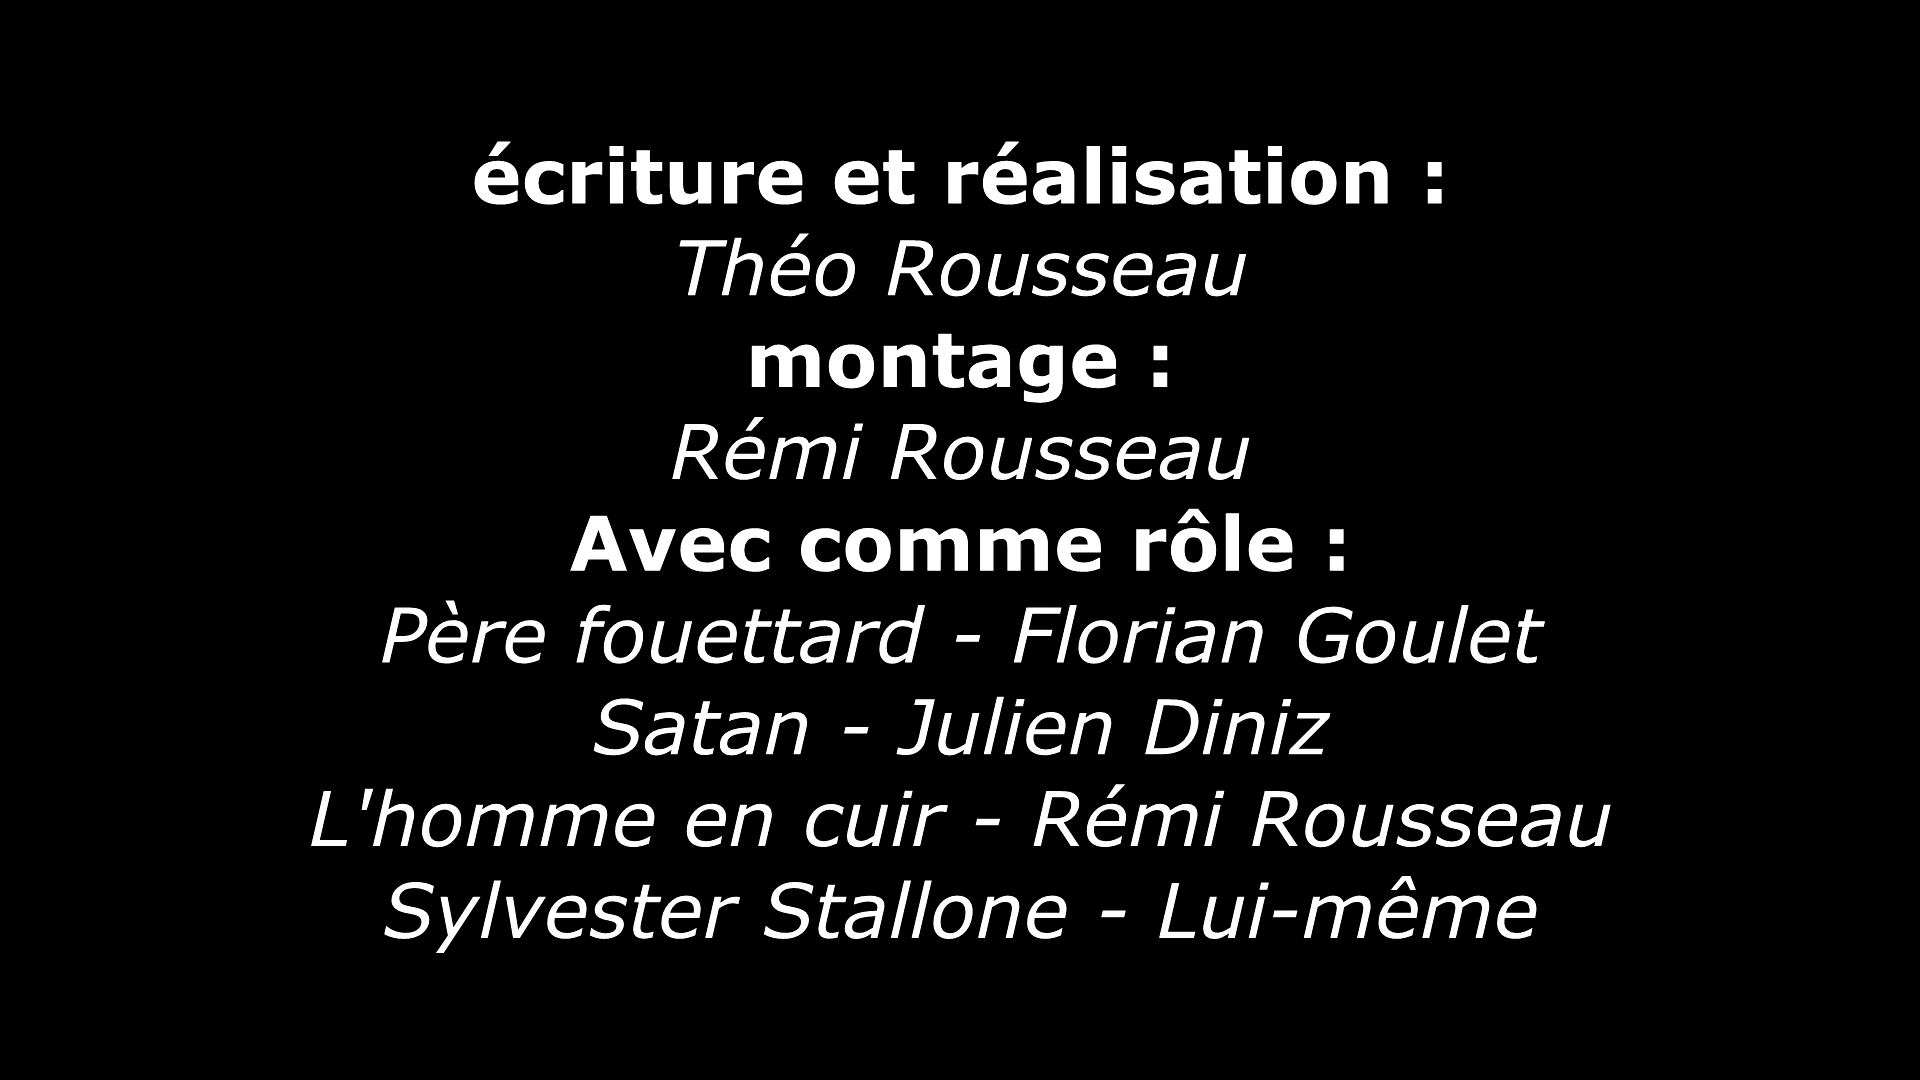 écriture et réalisation :
Théo Rousseau
montage :
Rémi Rousseau
Avec comme rôle :
Père fouettard - Florian Goulet
Satan - Julien Diniz
L'homme en cuir - Rémi Rousseau
Sylvester Stallone - Lui-même